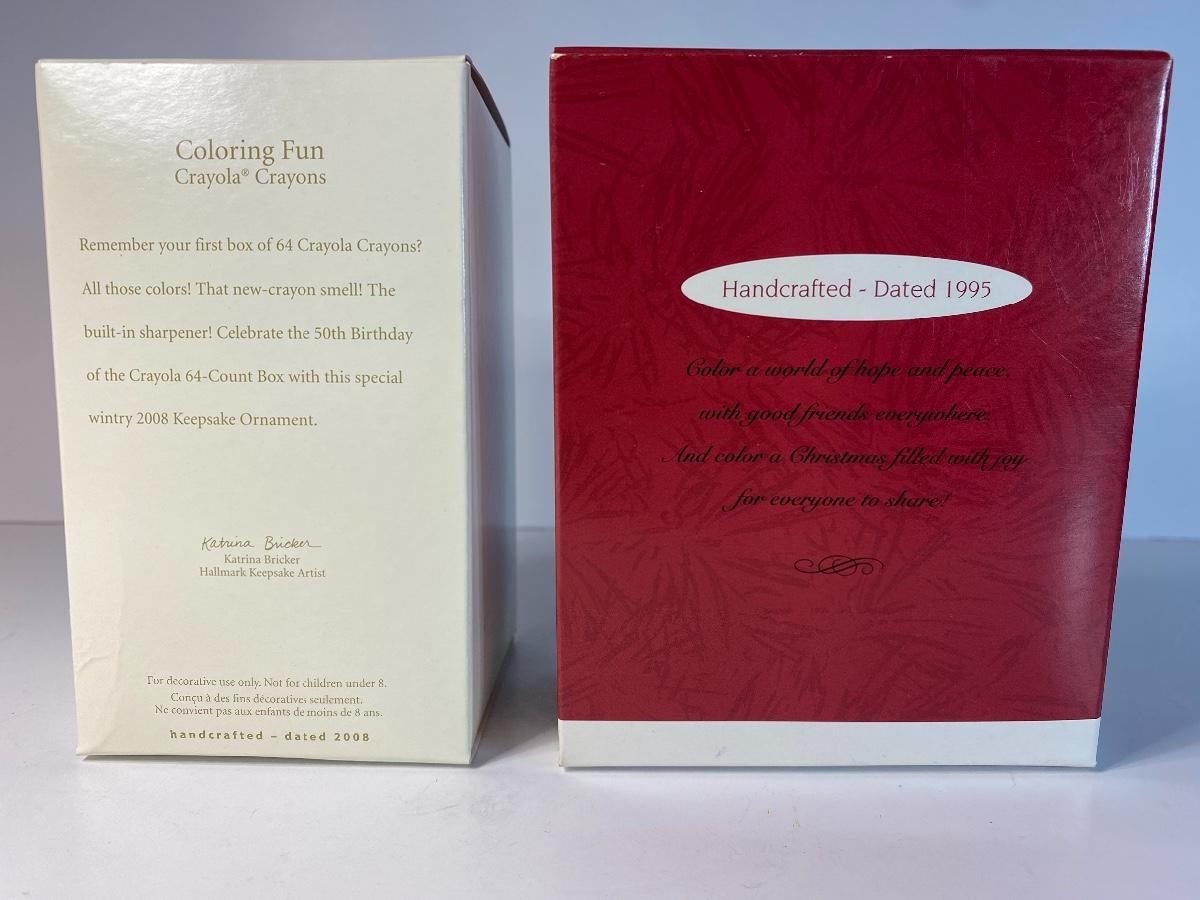 Coloring Fun
Crayola® Crayons
Remember your first box of 64 Crayola Crayons?
All those colors! That new-crayon smell! The
built-in sharpener! Celebrate the 50th Birthday
of the Crayola 64-Count Box with this special
wintry 2008 Keepsake Ornament.
Katrina Bricker
Katrina Bricker
Hallmark Keepsake Artist
For decorative use only. Not for children under 8.
Conçu à des fins décoratives seulement.
Ne convient pas aux enfants de moins de 8 ans.
handcrafted – dated 2008
Handcrafted - Dated 1995
Color a world of hope and peace,
with good friends everywhere.
And color a Christmas filled with joy
for everyone to share!